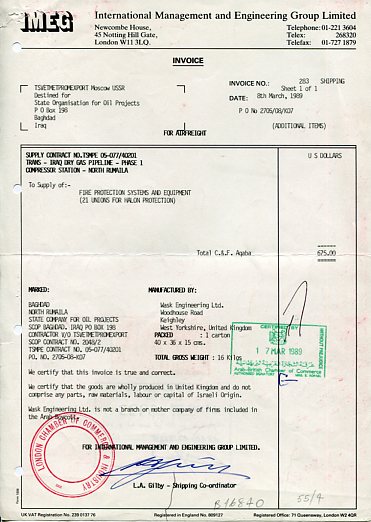 IMEG
International Management and Engineering Group Limited
Newcombe House,
45 Notting Hill Gate,
London W11 3LQ.
Telephone: 01-221 3604
Telex: 268320
Telefax: 01-727 1879
INVOICE
INVOICE NO.: 283 SHIPPING
Sheet 1 of 1
DATE: 8th March, 1989
P O No 2705/08/K07
(ADDITIONAL ITEMS)
TSVETMETPROMEXPORT Moscow USSR
Destined for
State Organisation for Oil Projects
P O Box 198
Baghdad
Iraq
FOR AIRFREIGHT
SUPPLY CONTRACT NO.TSMPE 05-077/40201
TRANS - IRAQ DRY GAS PIPELINE - PHASE 1
COMPRESSOR STATION - NORTH RUMAILA
U S DOLLARS
To Supply of:-
FIRE PROTECTION SYSTEMS AND EQUIPMENT
(21 UNIONS FOR HALON PROTECTION)
Total C.&F. Aqaba
675.00
MARKED:
BAGHDAD
NORTH RUMAILA
STATE COMPANY FOR OIL PROJECTS
SCOP BAGHDAD. IRAQ PO BOX 198
CONTRACTOR V/O TSVETMETPROMEXPORT
SCOP CONTRACT NO. 2048/2
TSMPE CONTRACT NO. 05-077/40201
PO. NO. 2705-08-K07
MANUFACTURED BY:
Wask Engineering Ltd.
Woodhouse Road
Keighley
West Yorkshire, United Kingdom
PACKED : 1 carton
40 x 36 x 15 cms.
TOTAL GROSS WEIGHT : 16 Kilos
CERTIFIED BY
17 MAR 1989
Arab-British Chamber of Commerce
We certify that this invoice is true and correct.
We certify that the goods are wholly produced in United Kingdom and do not
comprise any parts, raw materials, labour or capital of Israeli Origin.
Wask Engineering Ltd. is not a branch or mother company of firms included in
the Arab Boycott.
LONDON CHAMBER OF COMMERCE & INDUSTRY
FOR INTERNATIONAL MANAGEMENT AND ENGINEERING GROUP LIMITED.
L.A. Gilby - Shipping Co-ordinator
55/4
UK VAT Registration No. 239 0137 76
Registered in England No. 809127
Registered Office: 71 Queensway, London W2 4QR